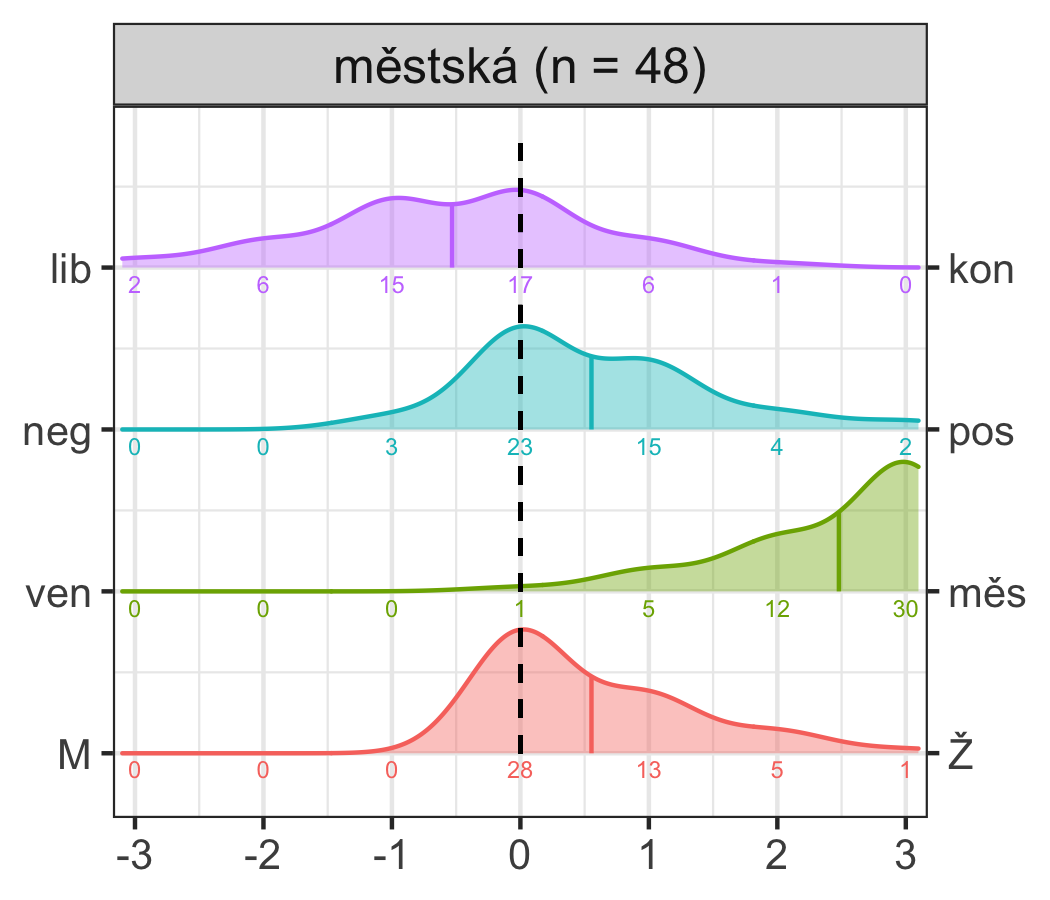 městská (n = 48)
lib kon
2 6 15 17 6 1 0
neg pos
0 0 3 23 15 4 2
ven měs
0 0 0 1 5 12 30
M Ž
0 0 0 28 13 5 1
-3 -2 -1 0 1 2 3